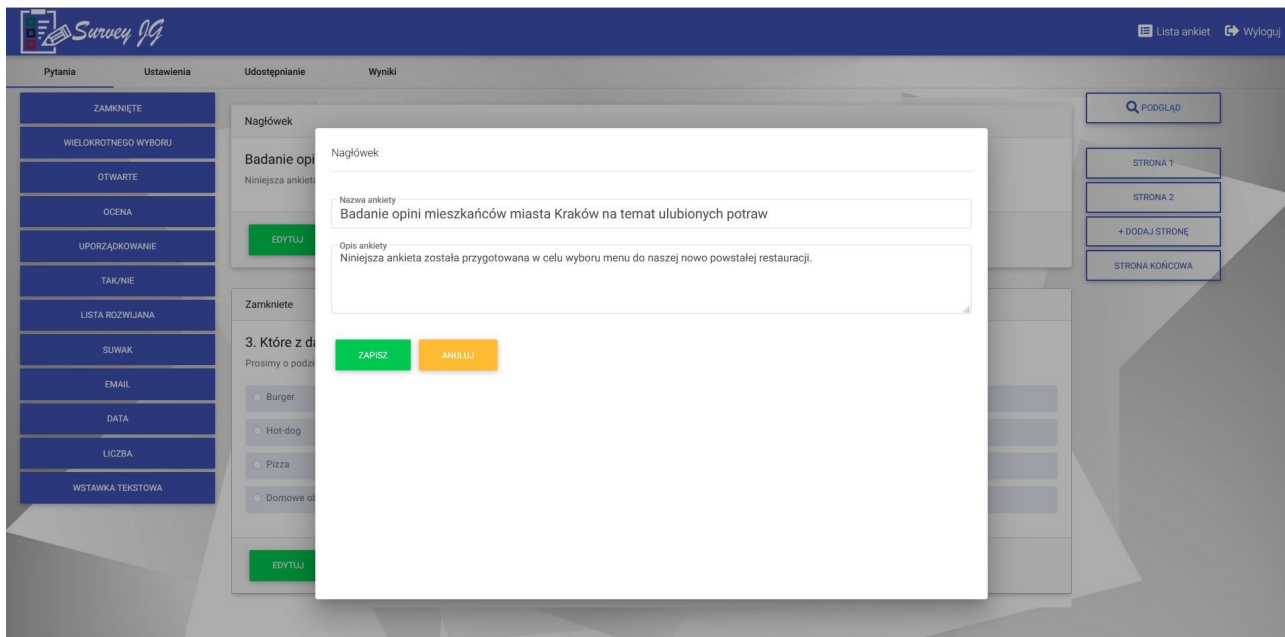 Survey JG
Lista ankiet
Wyloguj
Pytania
Ustawienia
Udostępnianie
Wyniki
ZAMKNIĘTE
WIELOKROTNEGO WYBORU
OTWARTE
OCENA
UPORZĄDKOWANIE
TAK/NIE
LISTA ROZWIJANA
SUWAK
EMAIL
DATA
LICZBA
WSTAWKA TEKSTOWA
Nagłówek
Badanie opi
Niniejsza ankieta
EDYTUJ
Zamkniete
3. Które z da
Prosimy o podzi
Burger
Hot-dog
Pizza
Domowe ob
EDYTUJ
Nagłówek
Nazwa ankiety
Badanie opini mieszkańców miasta Kraków na temat ulubionych potraw
Opis ankiety
Niniejsza ankieta została przygotowana w celu wyboru menu do naszej nowo powstałej restauracji.
ZAPISZ
ANULUJ
PODGLĄD
STRONA 1
STRONA 2
+ DODAJ STRONĘ
STRONA KOŃCOWA